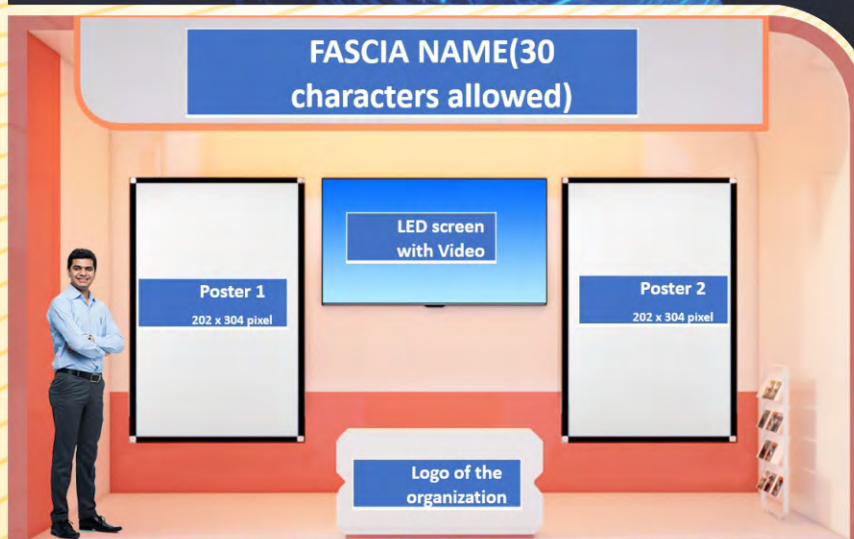 FASCIA NAME(30
characters allowed)
LED screen
with Video
Poster 1
202 x 304 pixel
Poster 2
202 x 304 pixel
Logo of the
organization